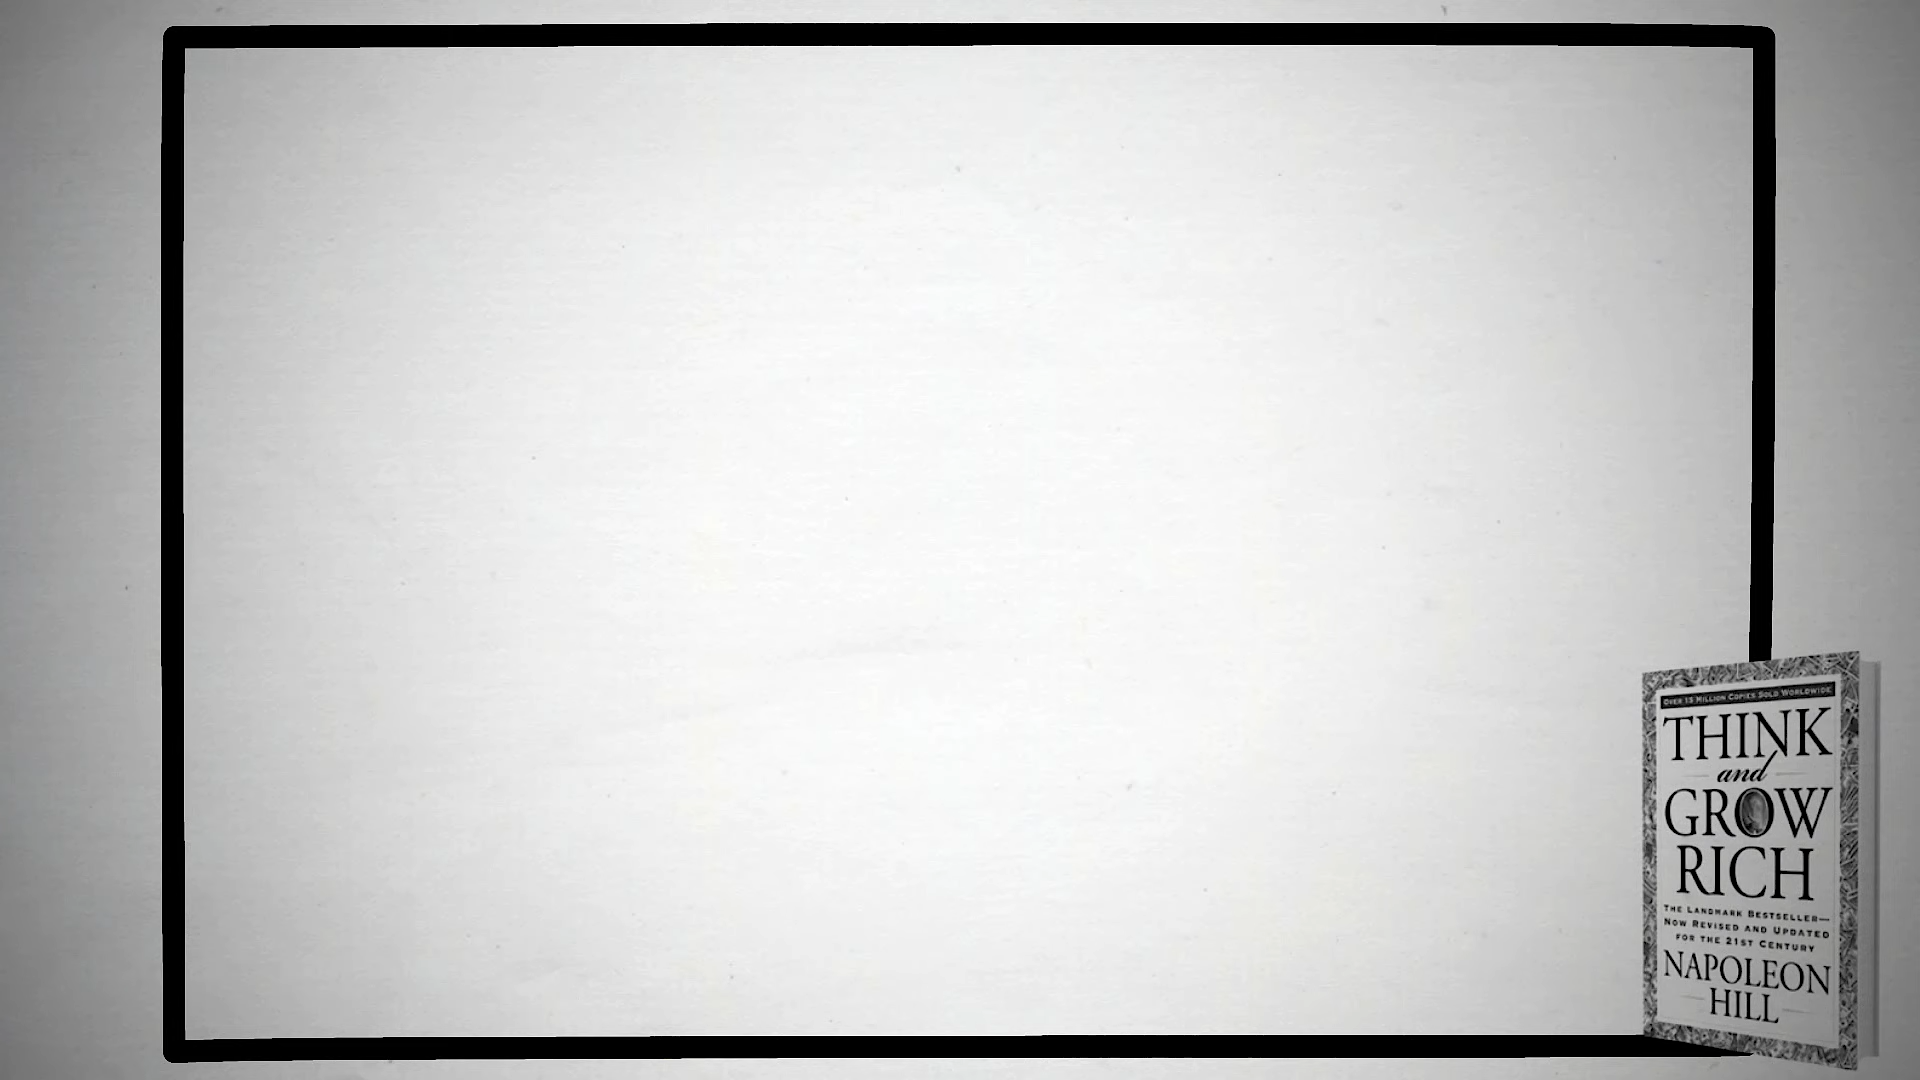 OVER 15 MILLION COPIES SOLD WORLDWIDE
THINK
and
GROW
RICH
THE LANDMARK BESTSELLER—
NOW REVISED AND UPDATED
FOR THE 21ST CENTURY
NAPOLEON
HILL